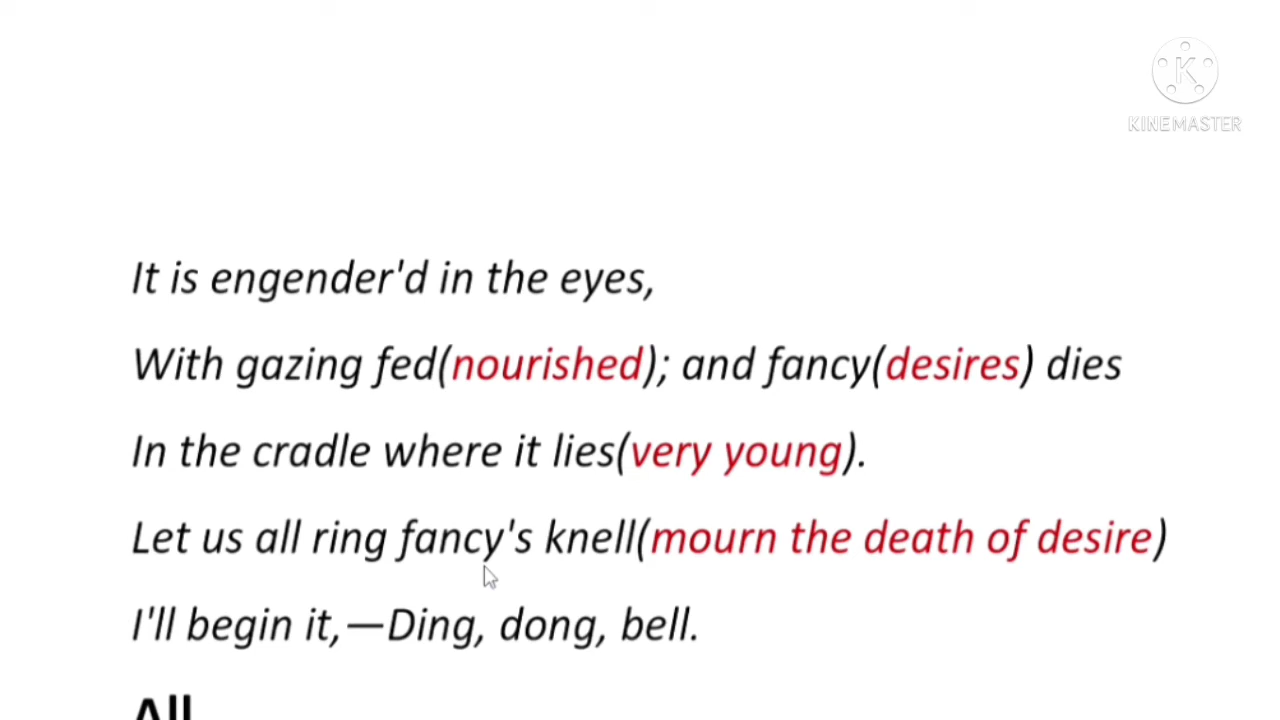 KINEMASTER
It is engender'd in the eyes,
With gazing fed(nourished); and fancy(desires) dies
In the cradle where it lies(very young).
Let us all ring fancy's knell(mourn the death of desire)
I'll begin it,—Ding, dong, bell.
All